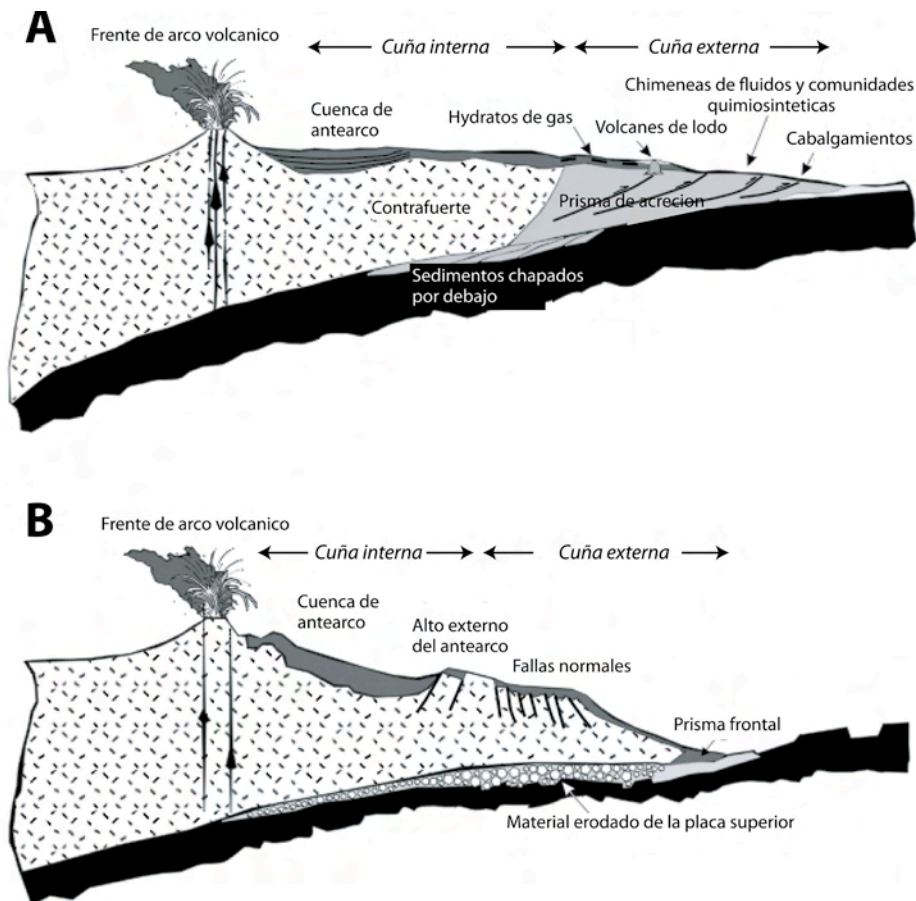 A
Frente de arco volcanico
Cuña interna
Cuña externa
Chimeneas de fluidos y comunidades
quimiosinteticas
Cuenca de
antearco
Hydratos de gas
Volcanes de lodo
Cabalgamientos
Contrafuerte
Prisma de acrecion
Sedimentos chapados
por debajo
B
Frente de arco volcanico
Cuña interna
Cuña externa
Cuenca de
antearco
Alto externo
del antearco
Fallas normales
Prisma frontal
Material erodado de la placa superior